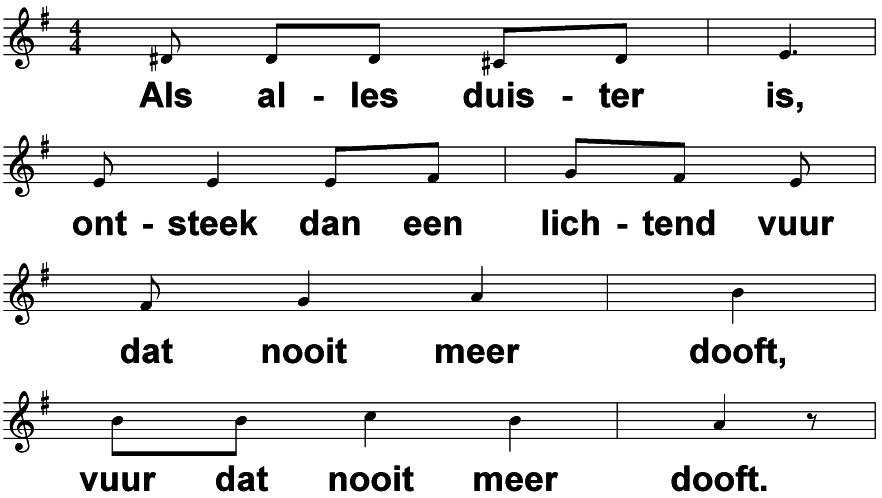 Als al - les duis - ter is,
ont - steek dan een lich - tend vuur
dat nooit meer dooft,
vuur dat nooit meer dooft.